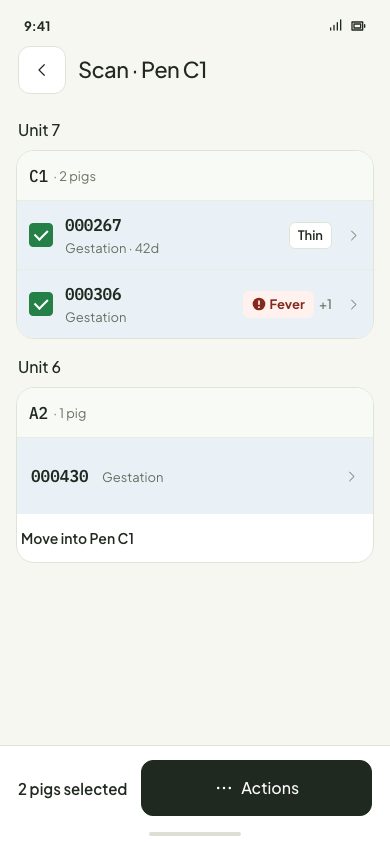 9:41
Scan · Pen C1
Unit 7
C1 · 2 pigs
000267
Thin
Gestation · 42d
000306
Fever +1
Gestation
Unit 6
A2 · 1 pig
000430 Gestation
Move into Pen C1
2 pigs selected
··· Actions